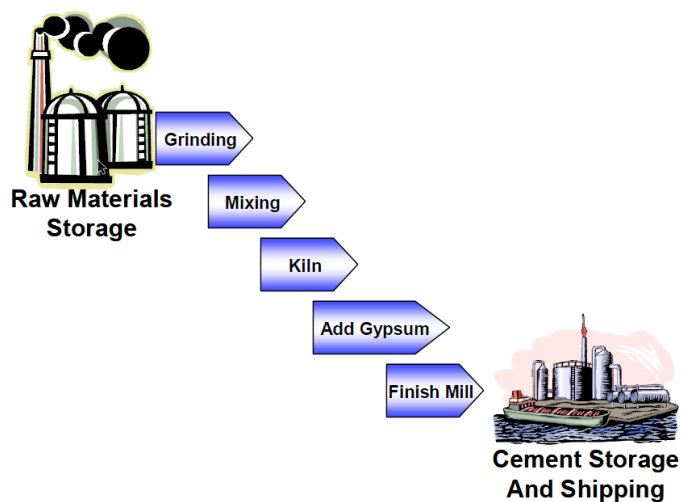 Grinding
Raw Materials
Storage
Mixing
Kiln
Add Gypsum
Finish Mill
Cement Storage
And Shipping